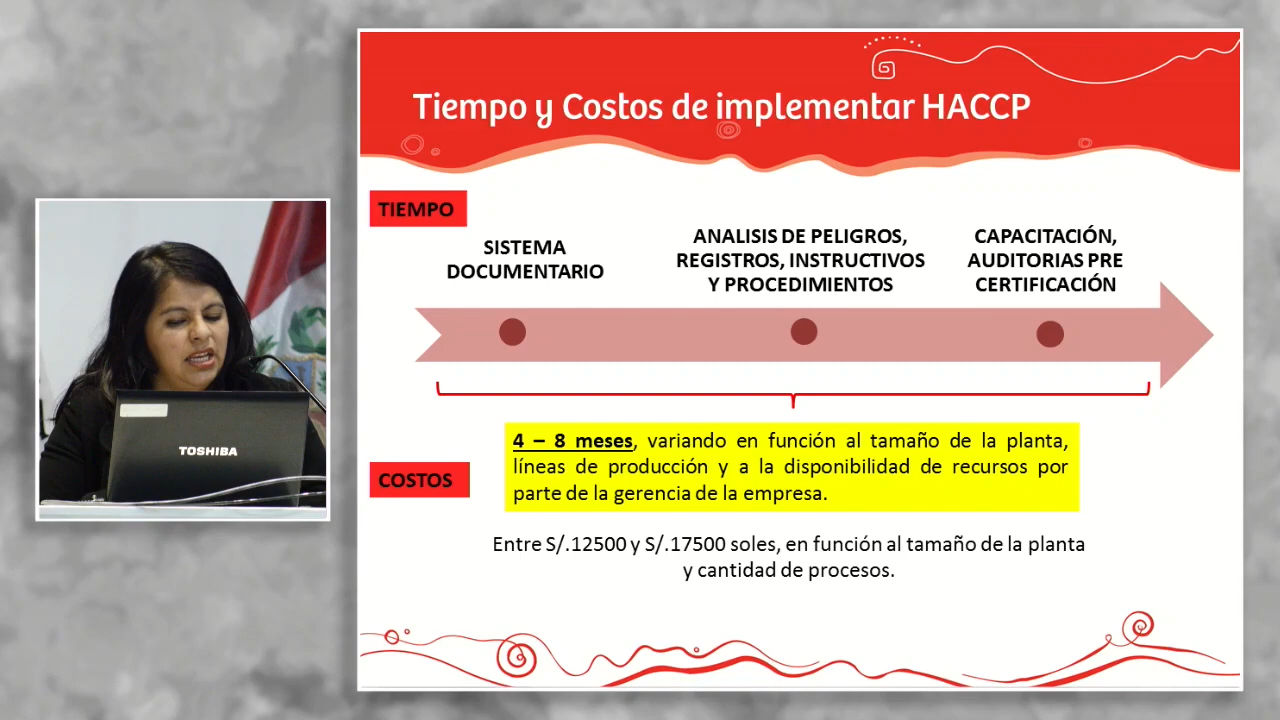 Tiempo y Costos de implementar HACCP
TIEMPO
SISTEMA
DOCUMENTARIO
ANALISIS DE PELIGROS,
REGISTROS, INSTRUCTIVOS
Y PROCEDIMIENTOS
CAPACITACIÓN,
AUDITORIAS PRE
CERTIFICACIÓN
4 – 8 meses, variando en función al tamaño de la planta,
líneas de producción y a la disponibilidad de recursos por
parte de la gerencia de la empresa.
COSTOS
Entre S/.12500 y S/.17500 soles, en función al tamaño de la planta
y cantidad de procesos.
TOSHIBA